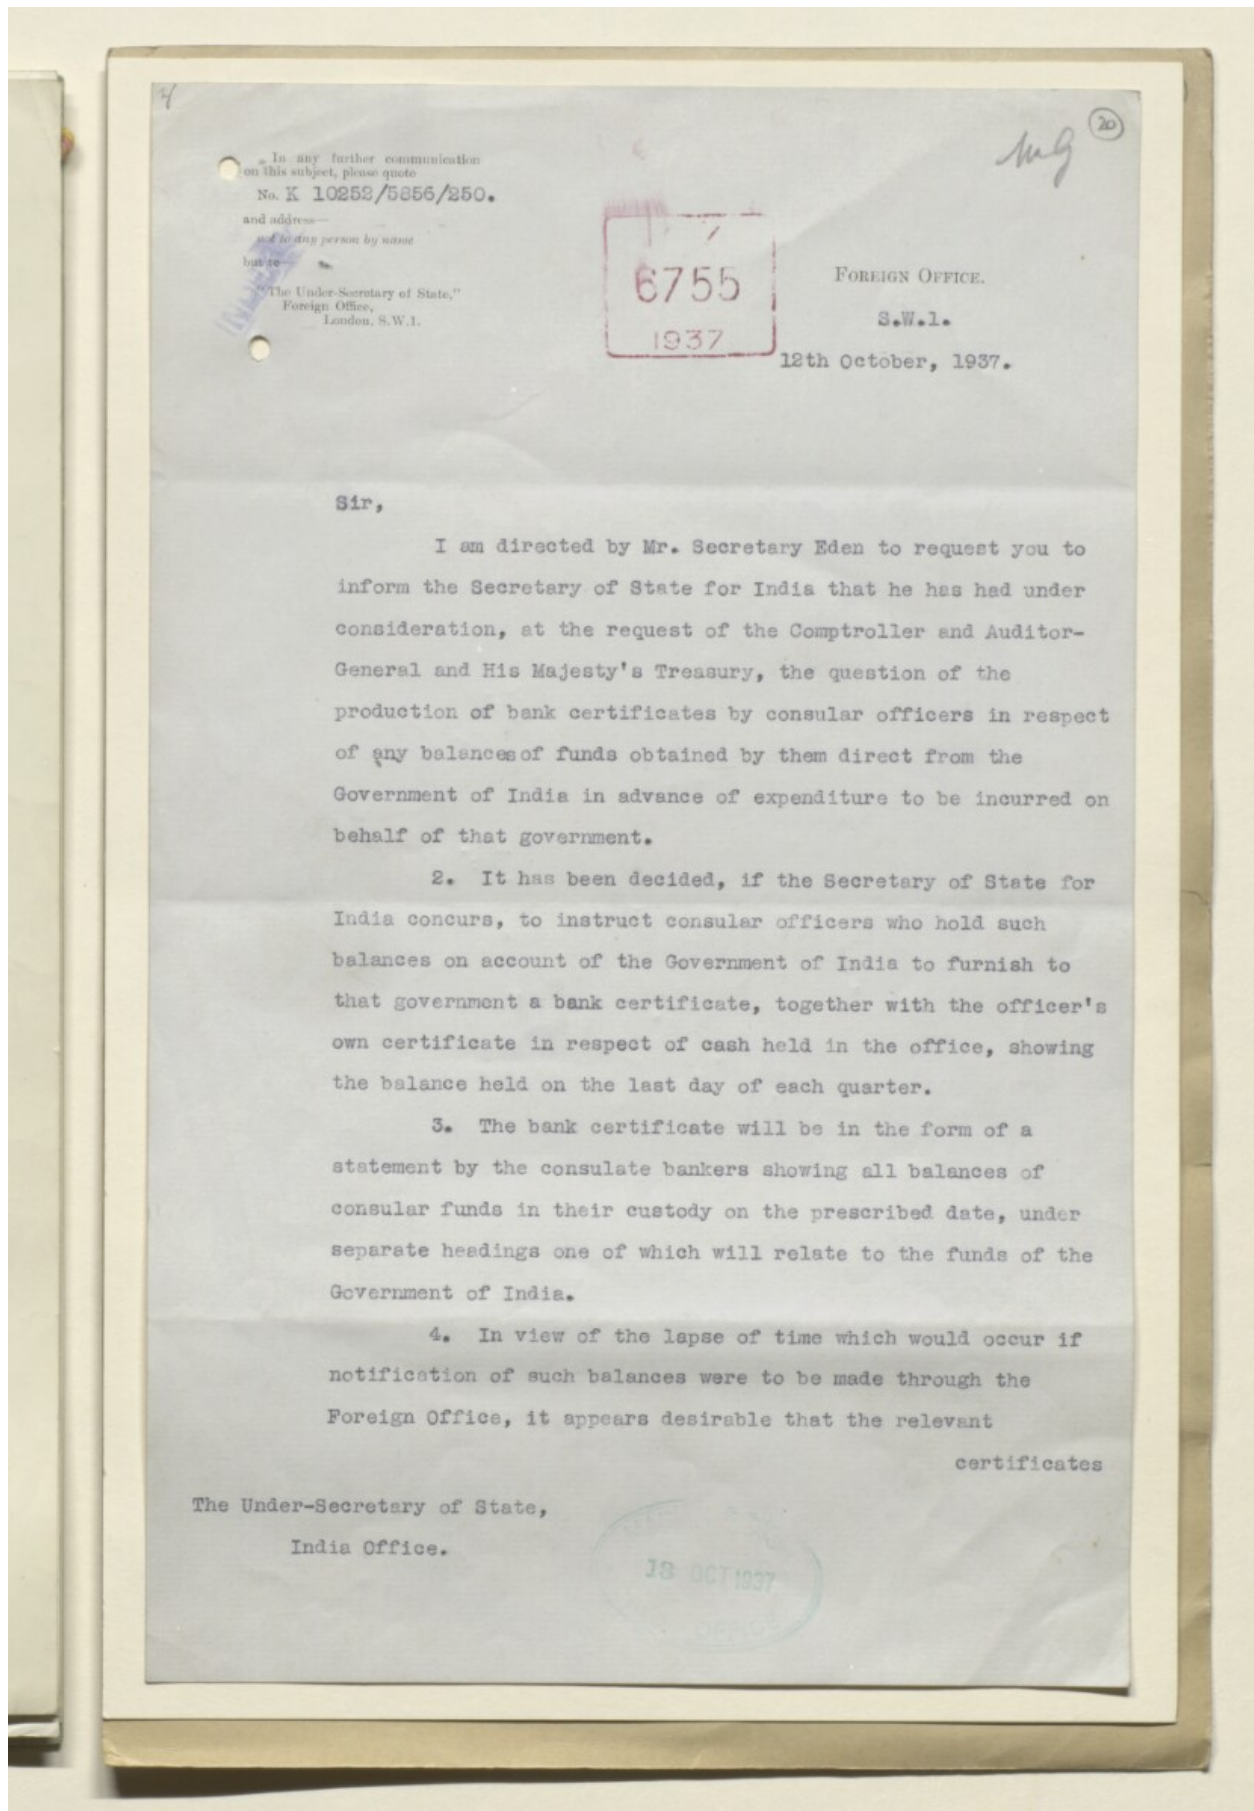 20
In any further communication
on this subject, please quote
No. K 10252/5856/250.
and address—
not to any person by name
but to—
"The Under-Secretary of State,"
Foreign Office,
London, S.W.1.
6755
1937
FOREIGN OFFICE.
S.W.1.
12th October, 1937.
Sir,
I am directed by Mr. Secretary Eden to request you to
inform the Secretary of State for India that he has had under
consideration, at the request of the Comptroller and Auditor-
General and His Majesty's Treasury, the question of the
production of bank certificates by consular officers in respect
of any balances of funds obtained by them direct from the
Government of India in advance of expenditure to be incurred on
behalf of that government.
2. It has been decided, if the Secretary of State for
India concurs, to instruct consular officers who hold such
balances on account of the Government of India to furnish to
that government a bank certificate, together with the officer's
own certificate in respect of cash held in the office, showing
the balance held on the last day of each quarter.
3. The bank certificate will be in the form of a
statement by the consulate bankers showing all balances of
consular funds in their custody on the prescribed date, under
separate headings one of which will relate to the funds of the
Government of India.
4. In view of the lapse of time which would occur if
notification of such balances were to be made through the
Foreign Office, it appears desirable that the relevant
certificates
The Under-Secretary of State,
India Office.
13 OCT 1937
OFFICE